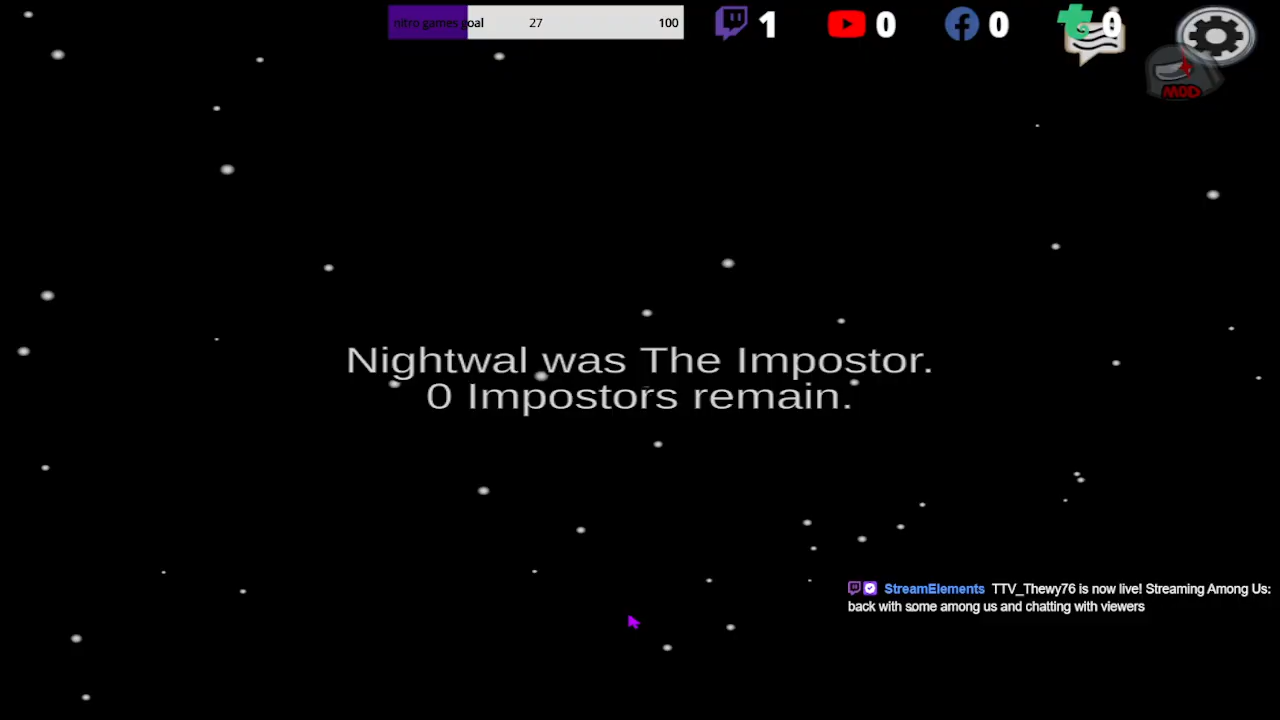 nitro games goal 27 100 1 0 0 0
MOD
Nightwal was The Impostor.
0 Impostors remain.
StreamElements TTV_Thewy76 is now live! Streaming Among Us:
back with some among us and chatting with viewers